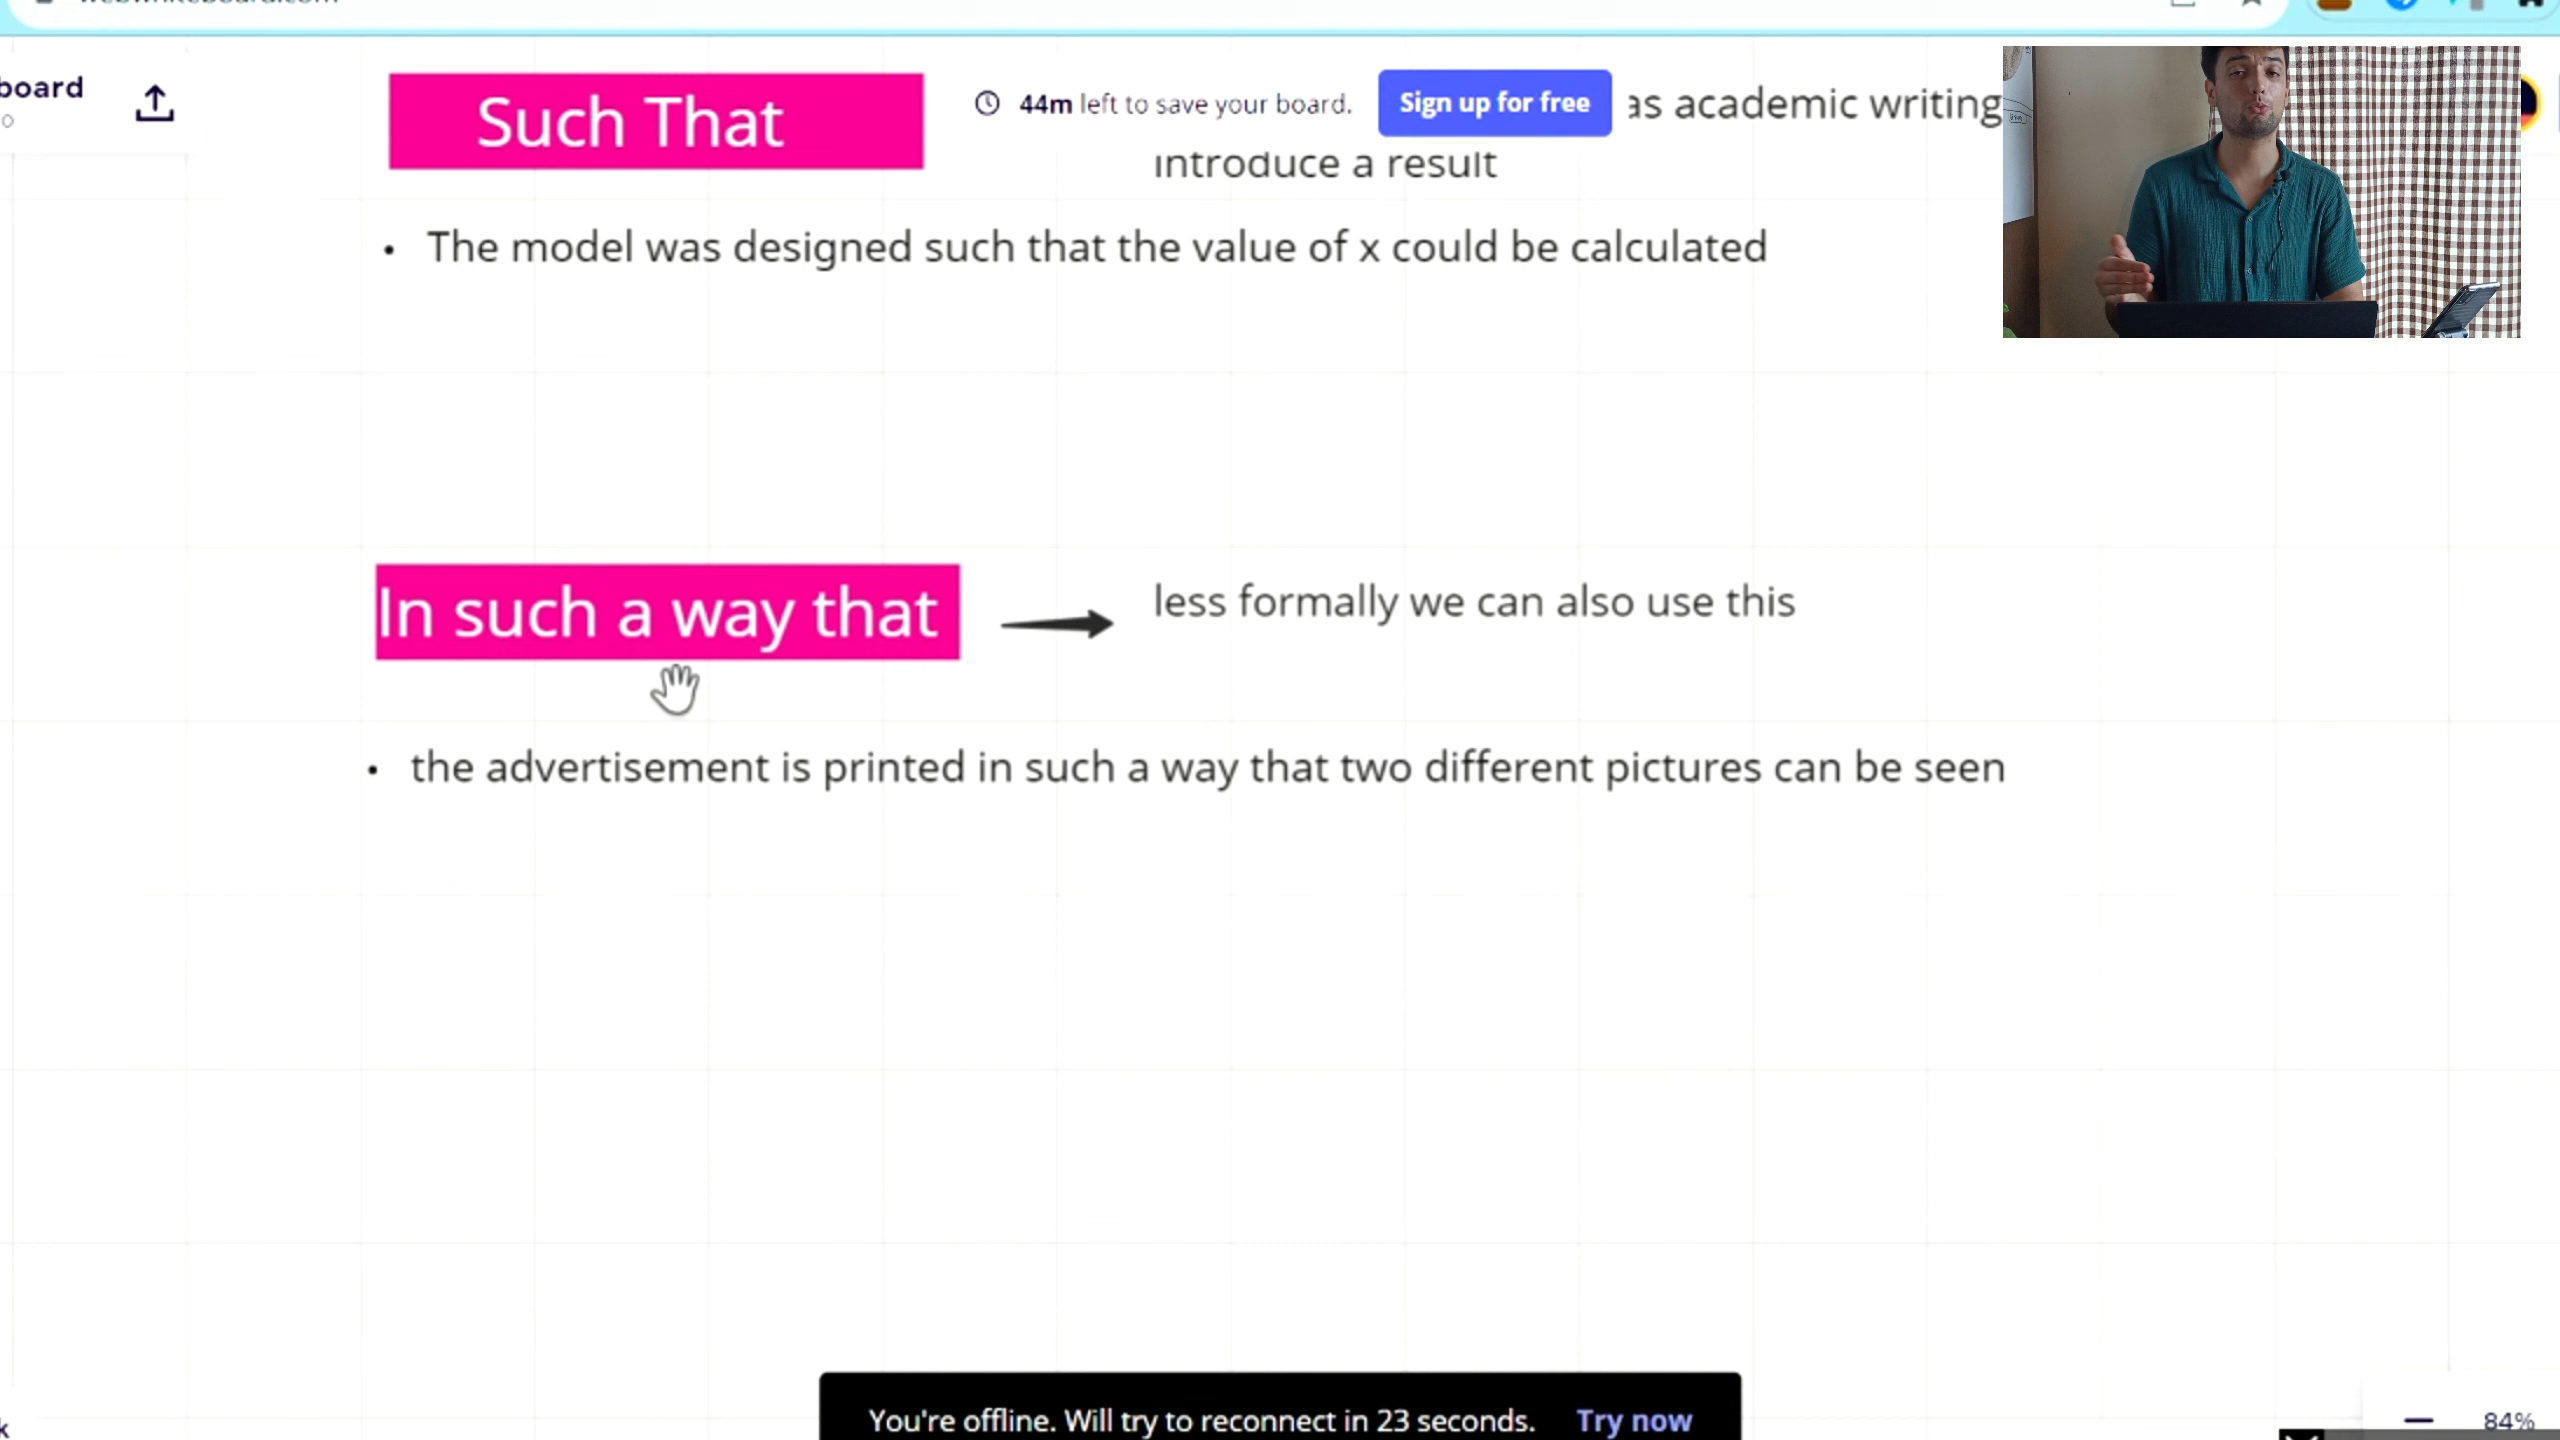 board
Such That
44m left to save your board.
Sign up for free
as academic writing
introduce a result
• The model was designed such that the value of x could be calculated
In such a way that
less formally we can also use this
• the advertisement is printed in such a way that two different pictures can be seen
You're offline. Will try to reconnect in 23 seconds. Try now
84%